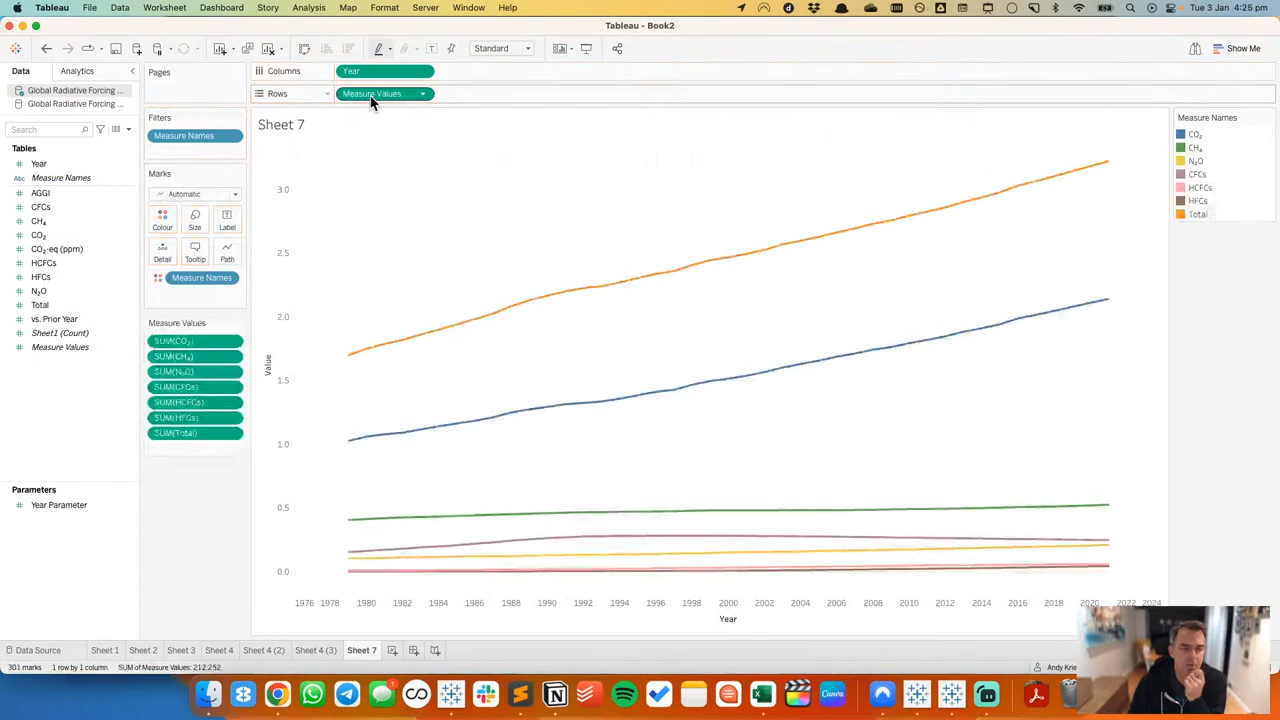 Tableau File Data Worksheet Dashboard Story Analysis Map Format Server Window Help Tue 3 Jan 4:25 pm
Tableau - Book2
Standard Show Me
Data Analytics
Global Radiative Forcing ...
Global Radiative Forcing ...
Search
Tables
Year
Abc Measure Names
AGGI
CFCs
CH₄
CO₂
CO₂-eq (ppm)
HCFCs
HFCs
N₂O
Total
vs. Prior Year
Sheet1 (Count)
Measure Values
Parameters
Year Parameter
Pages
Filters
Measure Names
Marks
Automatic
Colour Size Label
Detail Tooltip Path
Measure Names
Measure Values
SUM(CO₂)
SUM(CH₄)
SUM(N₂O)
SUM(CFCs)
SUM(HCFCs)
SUM(HFCs)
SUM(Total)
Columns Year
Rows Measure Values
Sheet 7
3.0
2.5
2.0
1.5
1.0
0.5
0.0
Value
1976 1978 1980 1982 1984 1986 1988 1990 1992 1994 1996 1998 2000 2002 2004 2006 2008 2010 2012 2014 2016 2018 2020 2022 2024
Year
Measure Names
CO₂
CH₄
N₂O
CFCs
HCFCs
HFCs
Total
Data Source Sheet 1 Sheet 2 Sheet 3 Sheet 4 Sheet 4 (2) Sheet 4 (3) Sheet 7
301 marks 1 row by 1 column SUM of Measure Values: 212.252 Andy Krie
Canva